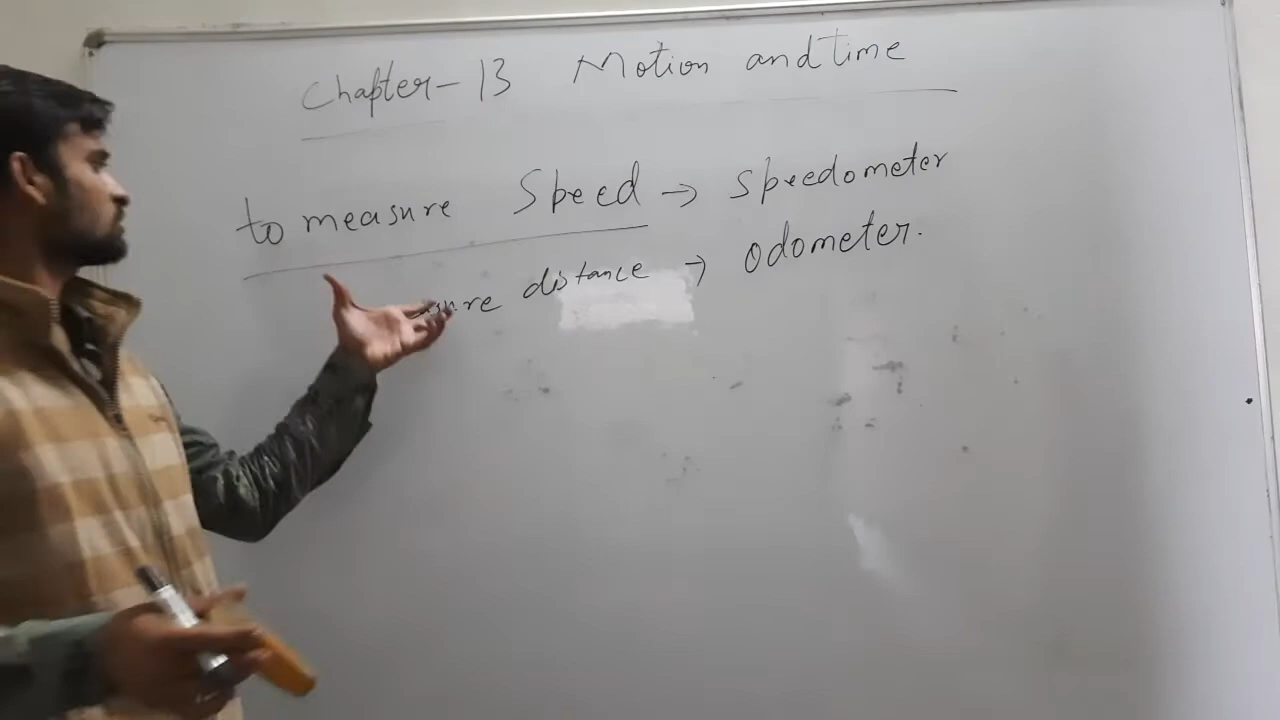 Chapter-13 Motion and time
to measure Speed → speedometer
distance → odometer.